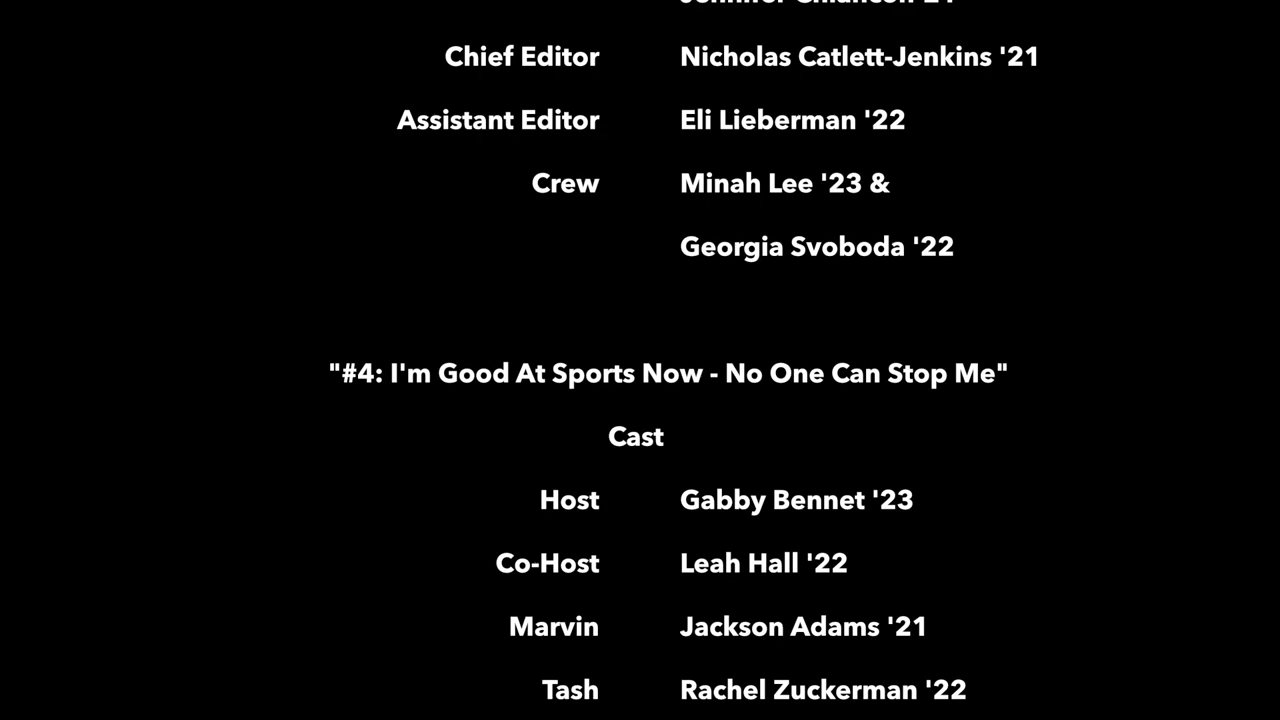 Chief Editor Nicholas Catlett-Jenkins '21
Assistant Editor Eli Lieberman '22
Crew Minah Lee '23 &
Georgia Svoboda '22
"#4: I'm Good At Sports Now - No One Can Stop Me"
Cast
Host Gabby Bennet '23
Co-Host Leah Hall '22
Marvin Jackson Adams '21
Tash Rachel Zuckerman '22